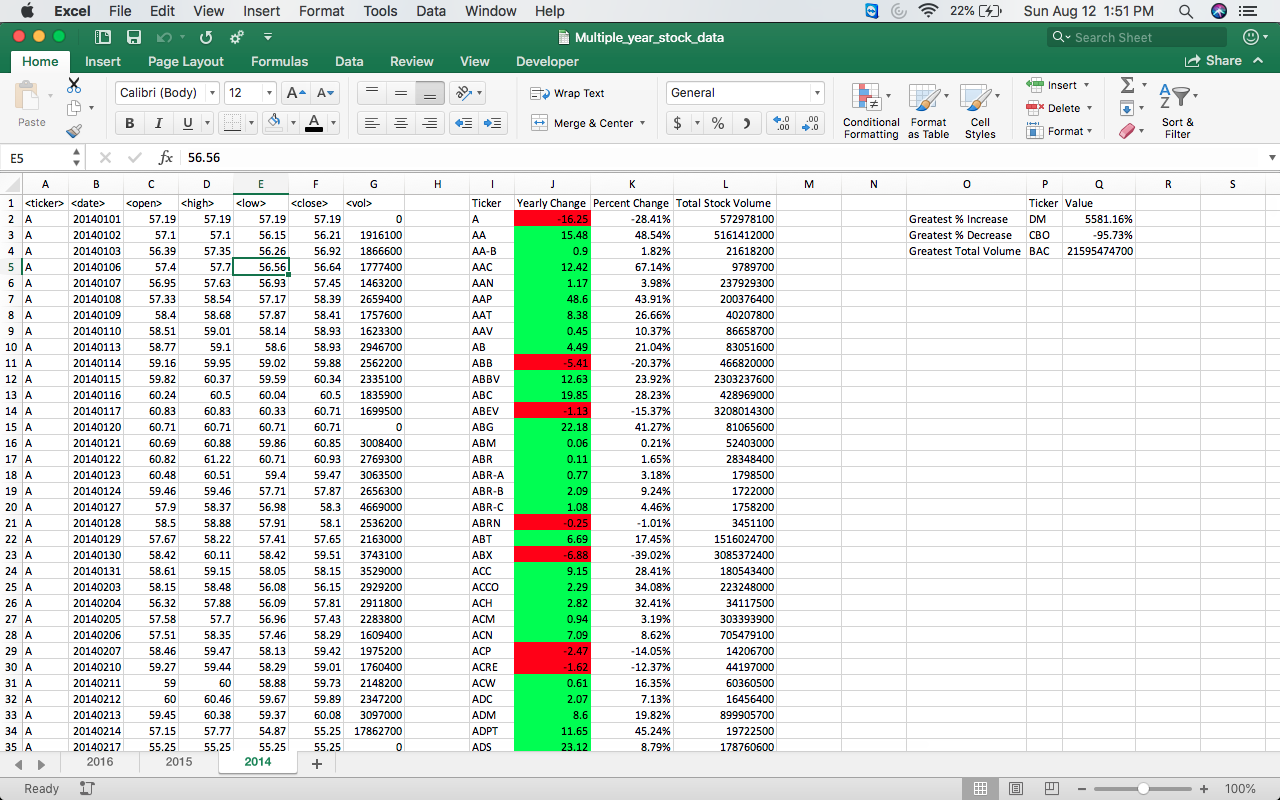 Excel File Edit View Insert Format Tools Data Window Help 22% Sun Aug 12 1:51 PM
Multiple_year_stock_data Search Sheet
Home Insert Page Layout Formulas Data Review View Developer Share
Paste Calibri (Body) 12 A A Wrap Text General Insert
B I U A Merge & Center $ % Conditional Formatting Format as Table Cell Styles Delete Format Sort & Filter
E5 fx 56.56
A B C D E F G H I J K L M N O P Q R S
1 <ticker> <date> <open> <high> <low> <close> <vol> Ticker Yearly Change Percent Change Total Stock Volume Ticker Value
2 A 20140101 57.19 57.19 57.19 57.19 0 A -16.25 -28.41% 572978100 Greatest % Increase DM 5581.16%
3 A 20140102 57.1 57.1 56.15 56.21 1916100 AA 15.48 48.54% 5161412000 Greatest % Decrease CBO -95.73%
4 A 20140103 56.39 57.35 56.26 56.92 1866600 AA-B 0.9 1.82% 21618200 Greatest Total Volume BAC 21595474700
5 A 20140106 57.4 57.7 56.56 56.64 1777400 AAC 12.42 67.14% 9789700
6 A 20140107 56.95 57.63 56.93 57.45 1463200 AAN 1.17 3.98% 237929300
7 A 20140108 57.33 58.54 57.17 58.39 2659400 AAP 48.6 43.91% 200376400
8 A 20140109 58.4 58.68 57.87 58.41 1757600 AAT 8.38 26.66% 40207800
9 A 20140110 58.51 59.01 58.14 58.93 1623300 AAV 0.45 10.37% 86658700
10 A 20140113 58.77 59.1 58.6 58.93 2946700 AB 4.49 21.04% 83051600
11 A 20140114 59.16 59.95 59.02 59.88 2562200 ABB -5.41 -20.37% 466820000
12 A 20140115 59.82 60.37 59.59 60.34 2335100 ABBV 12.63 23.92% 2303237600
13 A 20140116 60.24 60.5 60.04 60.5 1835900 ABC 19.85 28.23% 428969000
14 A 20140117 60.83 60.83 60.33 60.71 1699500 ABEV -1.13 -15.37% 3208014300
15 A 20140120 60.71 60.71 60.71 60.71 0 ABG 22.18 41.27% 81065600
16 A 20140121 60.69 60.88 59.86 60.85 3008400 ABM 0.06 0.21% 52403000
17 A 20140122 60.82 61.22 60.71 60.93 2769300 ABR 0.11 1.65% 28348400
18 A 20140123 60.48 60.51 59.4 59.47 3063500 ABR-A 0.77 3.18% 1798500
19 A 20140124 59.46 59.46 57.71 57.87 2656300 ABR-B 2.09 9.24% 1722000
20 A 20140127 57.9 58.37 56.98 58.3 4669000 ABR-C 1.08 4.46% 1758200
21 A 20140128 58.5 58.88 57.91 58.1 2536200 ABRN -0.25 -1.01% 3451100
22 A 20140129 57.67 58.22 57.41 57.65 2163000 ABT 6.69 17.45% 1516024700
23 A 20140130 58.42 60.11 58.42 59.51 3743100 ABX -6.88 -39.02% 3085372400
24 A 20140131 58.61 59.15 58.05 58.15 3529000 ACC 9.15 28.41% 180543400
25 A 20140203 58.15 58.48 56.08 56.15 2929200 ACCO 2.29 34.08% 223248000
26 A 20140204 56.32 57.88 56.09 57.81 2911800 ACH 2.82 32.41% 34117500
27 A 20140205 57.58 57.7 56.96 57.43 2283800 ACM 0.94 3.19% 303393900
28 A 20140206 57.51 58.35 57.46 58.29 1609400 ACN 7.09 8.62% 705479100
29 A 20140207 58.46 59.47 58.13 59.42 1975200 ACP -2.47 -14.05% 14206700
30 A 20140210 59.27 59.44 58.29 59.01 1760400 ACRE -1.62 -12.37% 44197000
31 A 20140211 59 60 58.88 59.73 2148200 ACW 0.61 16.35% 60360500
32 A 20140212 60 60.46 59.67 59.89 2347200 ADC 2.07 7.13% 16456400
33 A 20140213 59.45 60.38 59.37 60.08 3097000 ADM 8.6 19.82% 899905700
34 A 20140214 57.15 57.77 54.87 55.25 17862700 ADPT 11.65 45.24% 19722500
35 A 20140217 55.25 55.25 55.25 55.25 0 ADS 23.12 8.79% 178760600
2016 2015 2014
Ready 100%